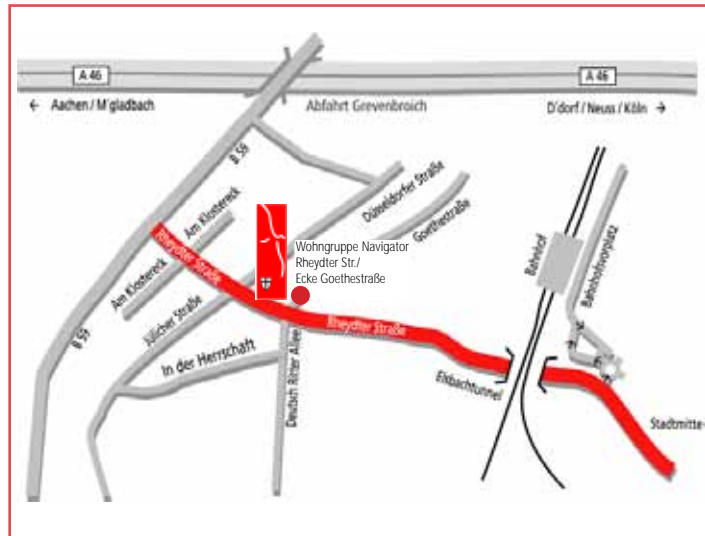 A 46
A 46
← Aachen / M'gladbach
Abfahrt Grevenbroich
D'dorf / Neuss / Köln →
B 59
Am Klostereck
Düsseldorfer Straße
Goethestraße
Rheydter Straße
Wohngruppe Navigator
Rheydter Str./
Ecke Goethestraße
Bahnhof
Bahnhofvorplatz
Am Klostereck
Jülicher Straße
B 59
In der Herrschaft
Rheydter Straße
Deutsch Ritter Allee
Elsbachtunnel
Stadtmitte